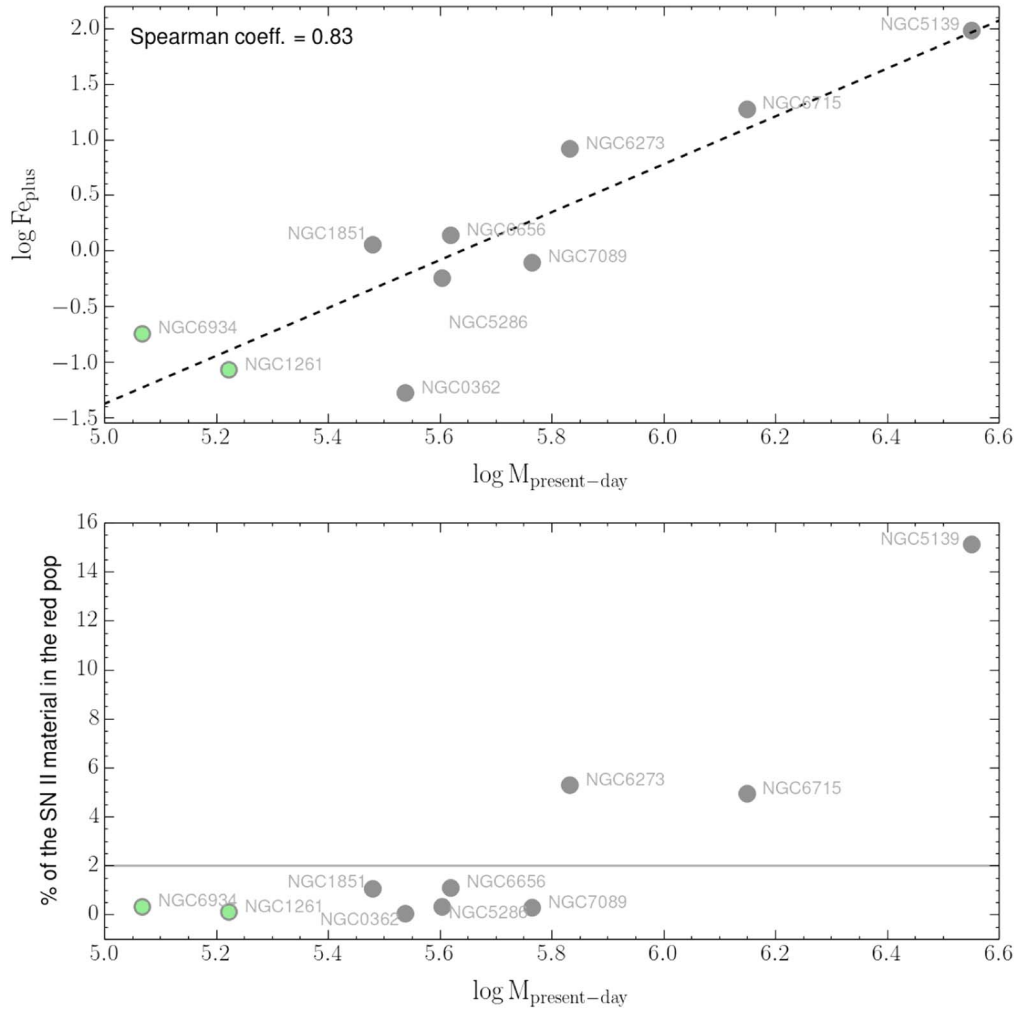 2.0
1.5
1.0
0.5
0.0
−0.5
−1.0
−1.5
log Fe_plus
Spearman coeff. = 0.83
NGC5139
NGC6715
NGC6273
NGC1851
NGC6656
NGC7089
NGC5286
NGC6934
NGC1261
NGC0362
5.0 5.2 5.4 5.6 5.8 6.0 6.2 6.4 6.6
log M_present−day
16
14
12
10
8
6
4
2
0
% of the SN II material in the red pop
NGC5139
NGC6273
NGC6715
NGC1851
NGC6656
NGC6934
NGC1261
NGC0362
NGC5286
NGC7089
5.0 5.2 5.4 5.6 5.8 6.0 6.2 6.4 6.6
log M_present−day